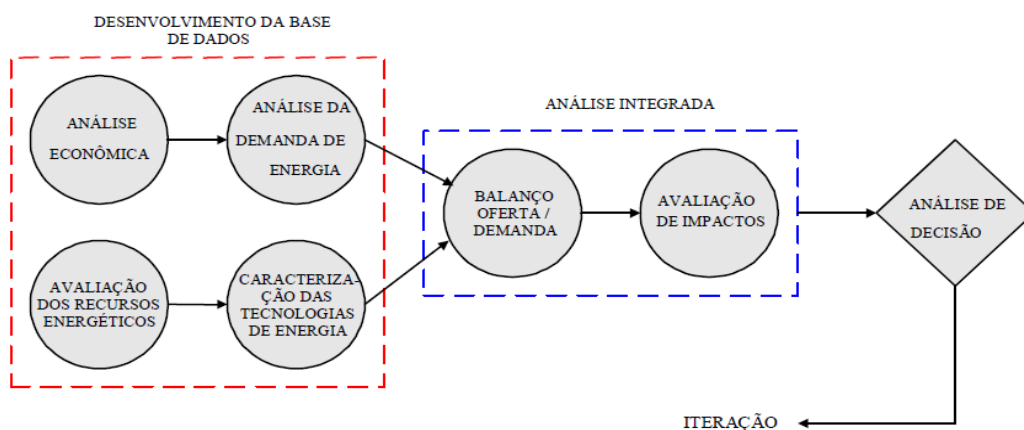 DESENVOLVIMENTO DA BASE
DE DADOS
ANÁLISE
ECONÔMICA
ANÁLISE DA
DEMANDA DE
ENERGIA
AVALIAÇÃO
DOS RECURSOS
ENERGÉTICOS
CARACTERIZA-
ÇÃO DAS
TECNOLOGIAS
DE ENERGIA
ANÁLISE INTEGRADA
BALANÇO
OFERTA /
DEMANDA
AVALIAÇÃO
DE IMPACTOS
ANÁLISE DE
DECISÃO
ITERAÇÃO